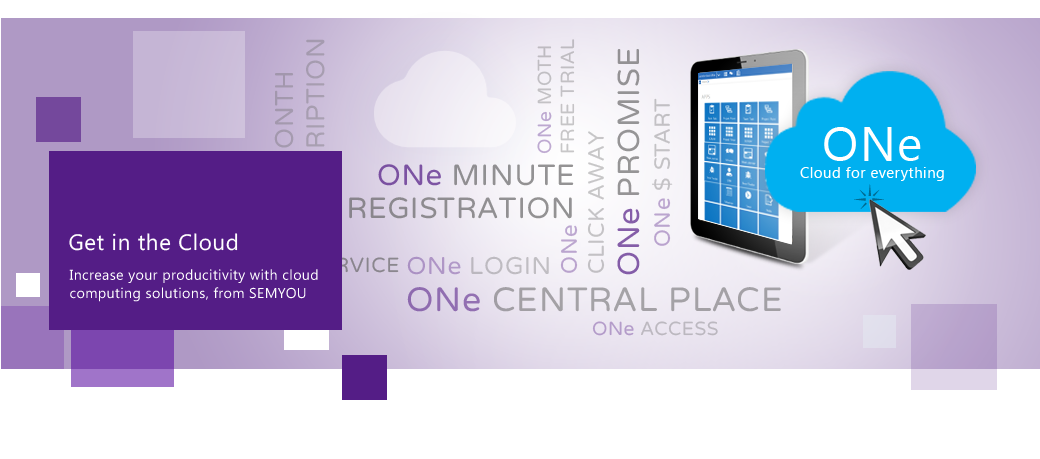 ONTH
RIPTION
ONe MOTH
FREE TRIAL
ONe PROMISE
ONe $ START
ONe
CLICK AWAY
ONe MINUTE
REGISTRATION
RVICE ONe LOGIN
ONe CENTRAL PLACE
ONe ACCESS
Get in the Cloud
Increase your producitivity with cloud
computing solutions, from SEMYOU
ONe
Cloud for everything